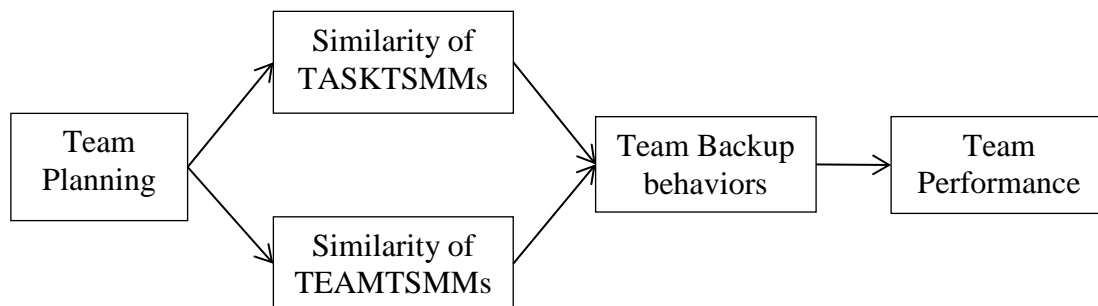 Similarity of
TASKTSMMs
Team
Planning
Team Backup
behaviors
Team
Performance
Similarity of
TEAMTSMMs